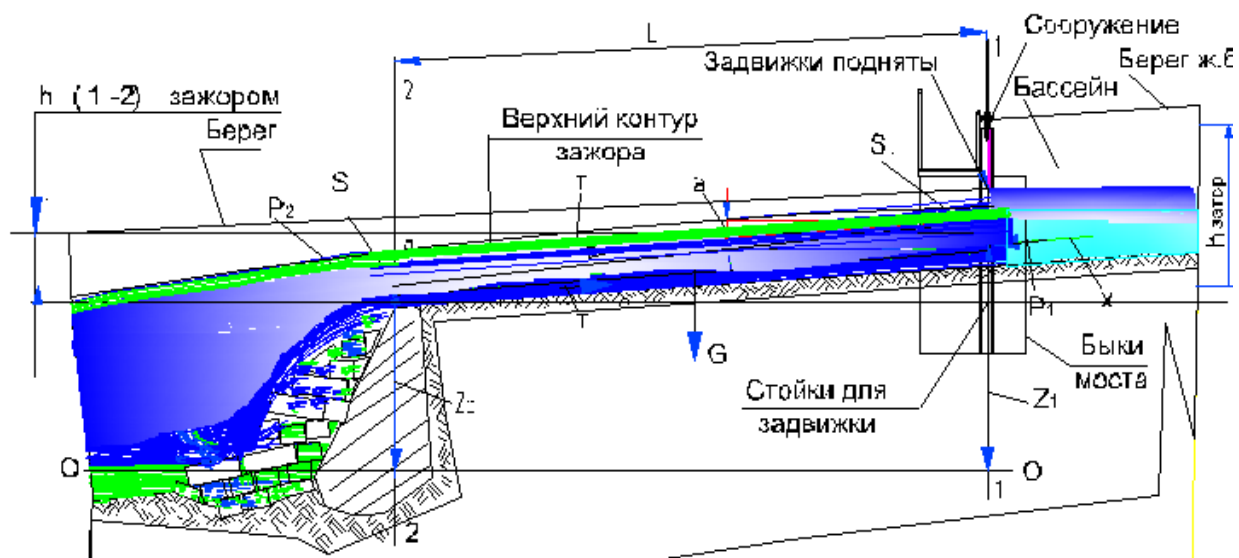 L
1
Сооружение
Задвижки подняты
Берег ж.б
2
Бассейн
h (1-2) зажором
Берег
Верхний контур
зажора
S.
S
т
а
P2
h затор
т
P1
x
G
Быки
моста
Стойки для
задвижки
Z1
О
О
1
2